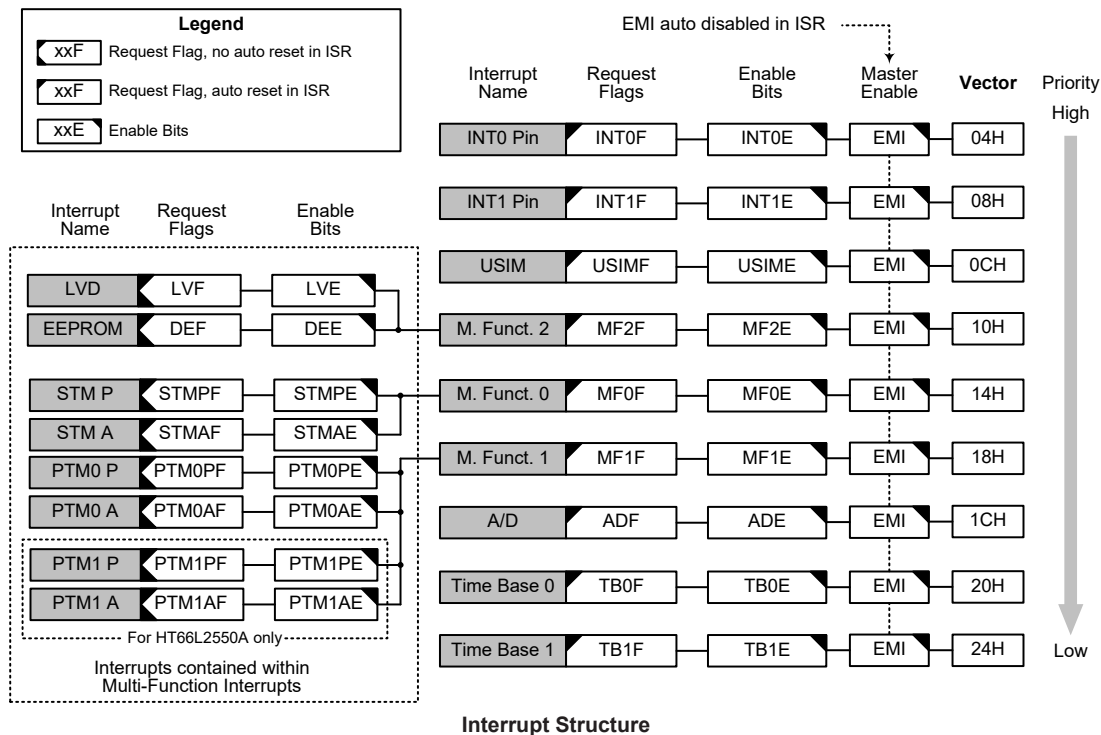 Legend
xxF Request Flag, no auto reset in ISR
xxF Request Flag, auto reset in ISR
xxE Enable Bits
EMI auto disabled in ISR
Interrupt Name Request Flags Enable Bits Master Enable Vector Priority
High
INT0 Pin INT0F INT0E EMI 04H
INT1 Pin INT1F INT1E EMI 08H
USIM USIMF USIME EMI 0CH
M. Funct. 2 MF2F MF2E EMI 10H
M. Funct. 0 MF0F MF0E EMI 14H
M. Funct. 1 MF1F MF1E EMI 18H
A/D ADF ADE EMI 1CH
Time Base 0 TB0F TB0E EMI 20H
Time Base 1 TB1F TB1E EMI 24H
Low
Interrupt Name Request Flags Enable Bits
LVD LVF LVE
EEPROM DEF DEE
STM P STMPF STMPE
STM A STMAF STMAE
PTM0 P PTM0PF PTM0PE
PTM0 A PTM0AF PTM0AE
PTM1 P PTM1PF PTM1PE
PTM1 A PTM1AF PTM1AE
For HT66L2550A only
Interrupts contained within
Multi-Function Interrupts
Interrupt Structure